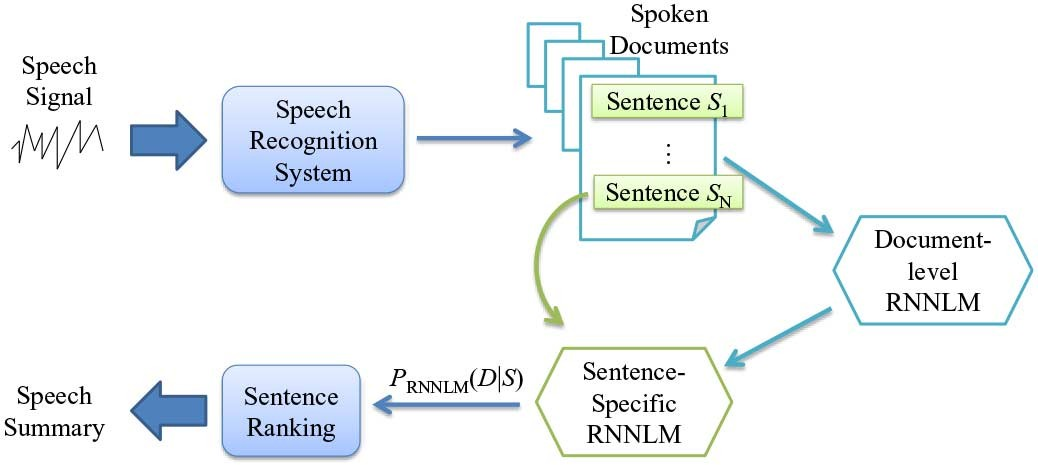 Speech
Signal
Speech
Recognition
System
Spoken
Documents
Sentence S1
⋮
Sentence SN
Document-
level
RNNLM
Sentence-
Specific
RNNLM
PRNNLM(D|S)
Sentence
Ranking
Speech
Summary